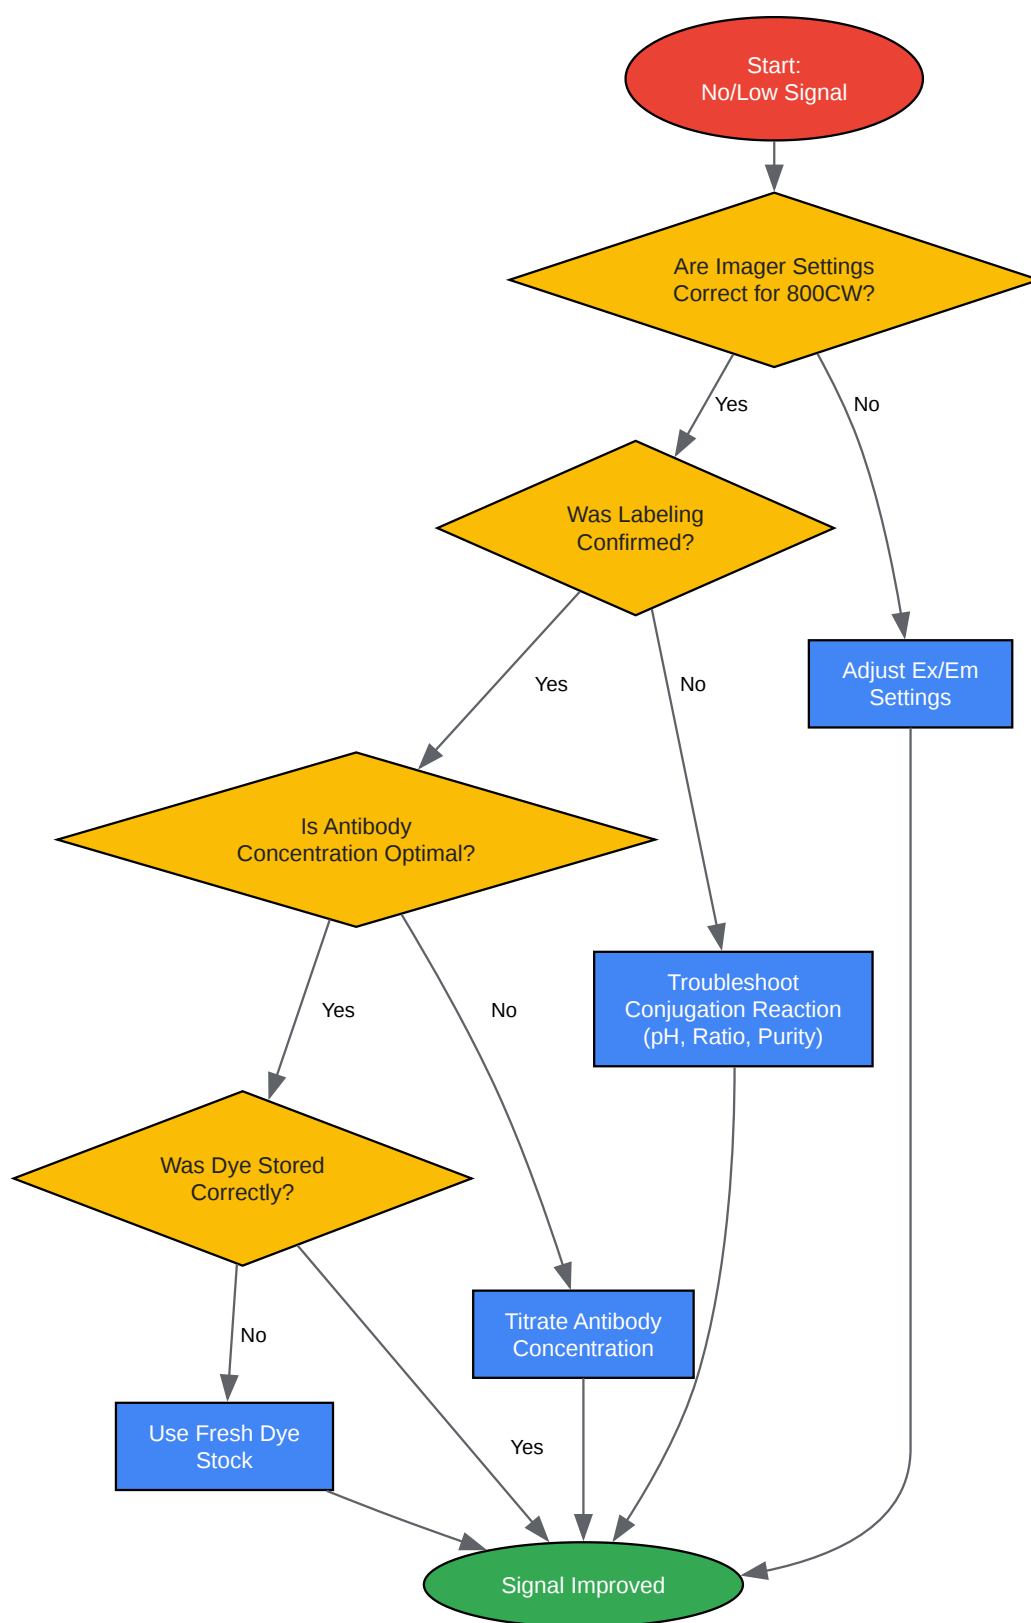 Start:
No/Low Signal
Are Imager Settings
Correct for 800CW?
Yes
No
Was Labeling
Confirmed?
Yes
No
Adjust Ex/Em
Settings
Is Antibody
Concentration Optimal?
Yes
No
Troubleshoot
Conjugation Reaction
(pH, Ratio, Purity)
Was Dye Stored
Correctly?
No
Yes
Titrate Antibody
Concentration
Use Fresh Dye
Stock
Signal Improved